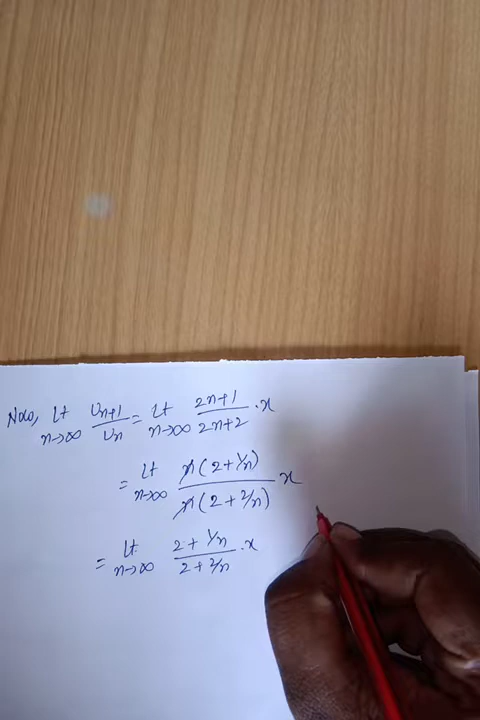 Now, Lt n→∞ Un+1/Un = Lt n→∞ 2n+1/2n+2 .x
= Lt n→∞ n(2+1/n)/n(2+2/n) x
= Lt n→∞ 2+1/n/2+2/n .x